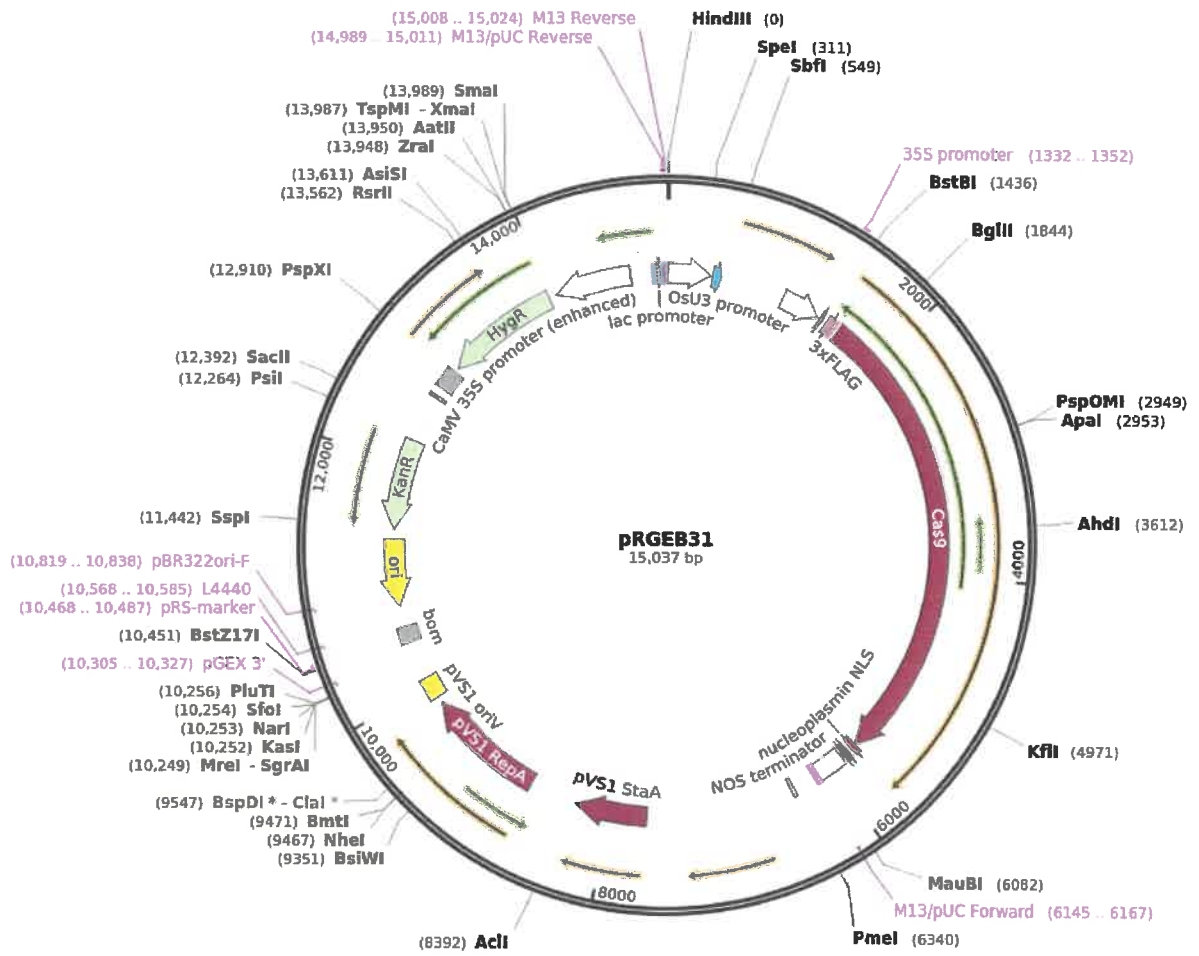 (15,008 .. 15,024) M13 Reverse
(14,989 .. 15,011) M13/pUC Reverse
HindIII (0)
SpeI (311)
SbfI (549)
(13,989) SmaI
(13,987) TspMI - XmaI
(13,950) AatII
(13,948) ZraI
(13,611) AsiSI
(13,562) RsrII
35S promoter (1332 .. 1352)
BstBI (1436)
BglII (1844)
14,000
2000
(12,910) PspXI
HygR
CaMV 35S promoter (enhanced)
lac promoter
OsU3 promoter
3xFLAG
(12,392) SacII
(12,264) PsiI
PspOMI (2949)
ApaI (2953)
12,000
KanR
(11,442) SspI
AhdI (3612)
Cas9
4000
pRGEB31
15,037 bp
ori
(10,819 .. 10,838) pBR322ori-F
(10,568 .. 10,585) L4440
(10,468 .. 10,487) pRS-marker
(10,451) BstZ17I
(10,305 .. 10,327) pGEX 3'
(10,256) PluTI
(10,254) SfoI
(10,253) NarI
(10,252) KasI
(10,249) MreI - SgrAI
bom
pVS1 oriV
pVS1 RepA
pVS1 StaA
nucleoplasmin NLS
NOS terminator
10,000
KflI (4971)
(9547) BspDI * - ClaI *
(9471) BmtI
(9467) NheI
(9351) BsiWI
6000
8000
MauBI (6082)
M13/pUC Forward (6145 .. 6167)
PmeI (6340)
(8392) AclI